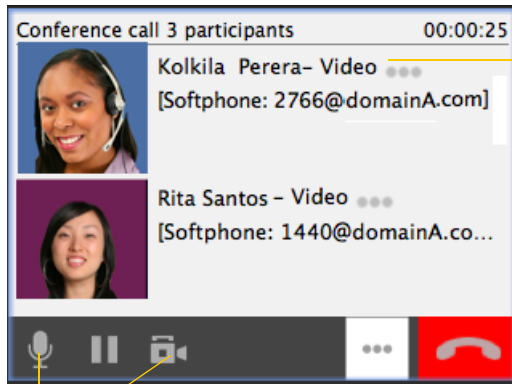 Conference call 3 participants 00:00:25
Kolkila Perera– Video
[Softphone: 2766@domainA.com]
Rita Santos – Video
[Softphone: 1440@domainA.co...